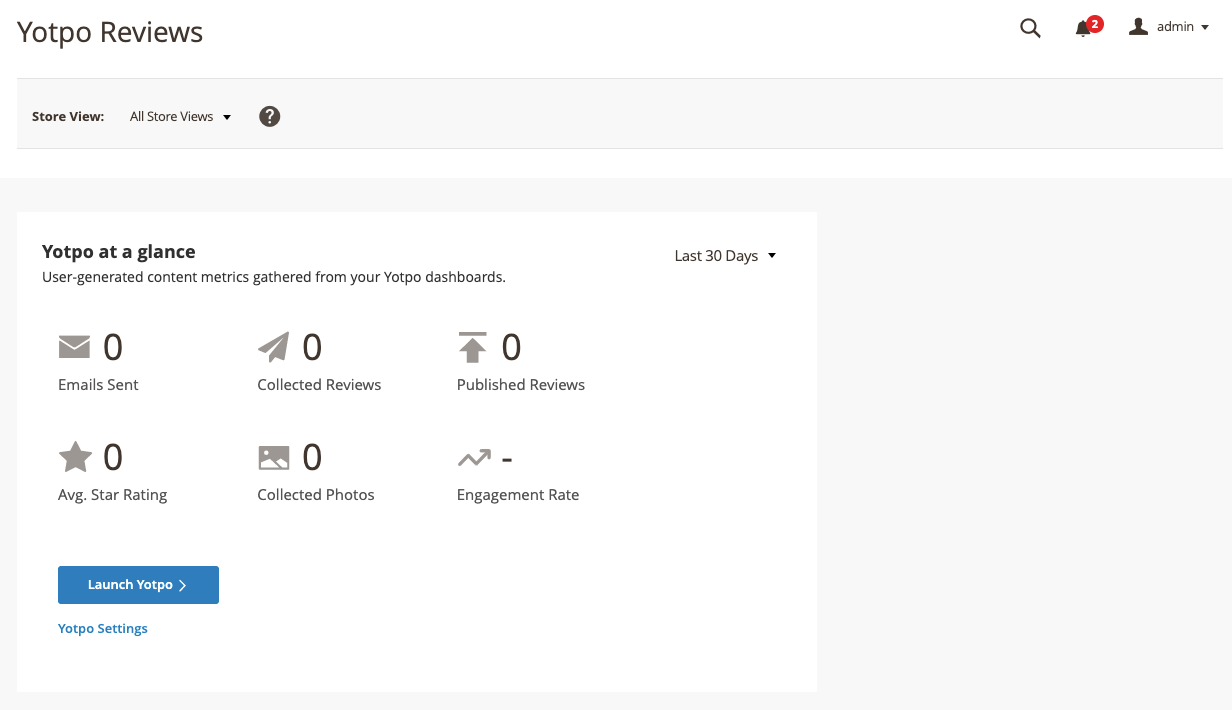 Yotpo Reviews
2
admin
Store View: All Store Views ?
Yotpo at a glance
Last 30 Days
User-generated content metrics gathered from your Yotpo dashboards.
0 0 0
Emails Sent Collected Reviews Published Reviews
0 0 -
Avg. Star Rating Collected Photos Engagement Rate
Launch Yotpo
Yotpo Settings